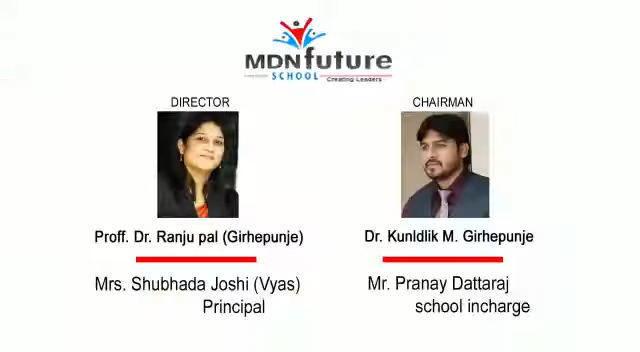 MDNfuture
SCHOOL Creating Leaders
DIRECTOR
Proff. Dr. Ranju pal (Girhepunje)
Mrs. Shubhada Joshi (Vyas)
Principal
CHAIRMAN
Dr. Kunldlik M. Girhepunje
Mr. Pranay Dattaraj
school incharge